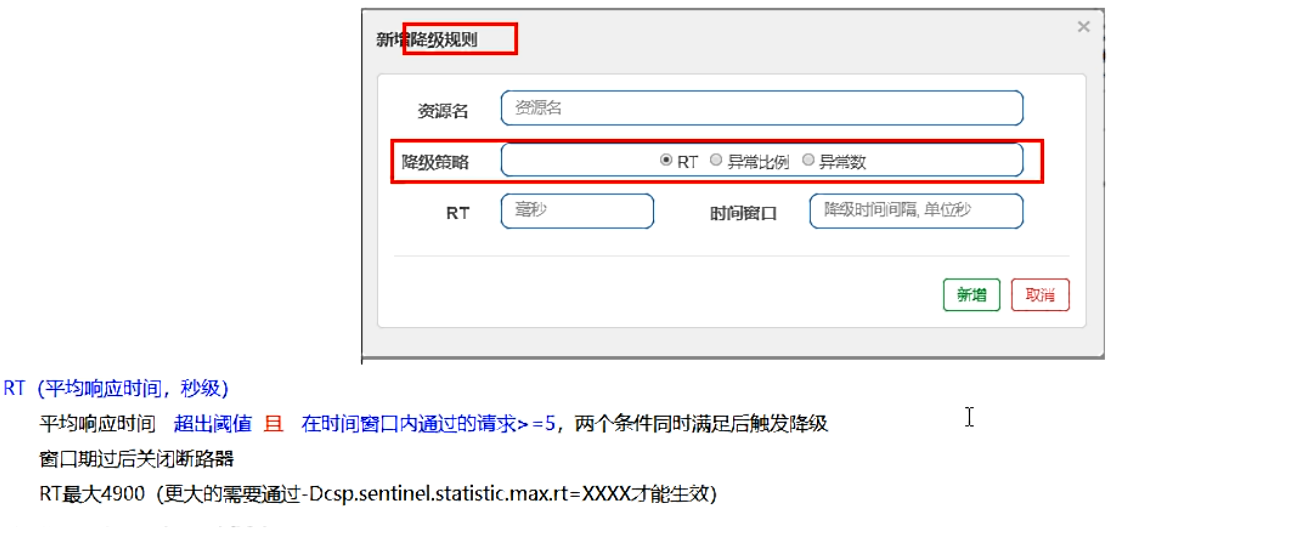 新增降级规则 ×
资源名 资源名
降级策略 RT 异常比例 异常数
RT 毫秒 时间窗口 降级时间间隔, 单位秒
新增 取消
RT（平均响应时间，秒级）
平均响应时间 超出阈值 且 在时间窗口内通过的请求>=5，两个条件同时满足后触发降级
窗口期过后关闭断路器
RT最大4900（更大的需要通过-Dcsp.sentinel.statistic.max.rt=XXXX才能生效）